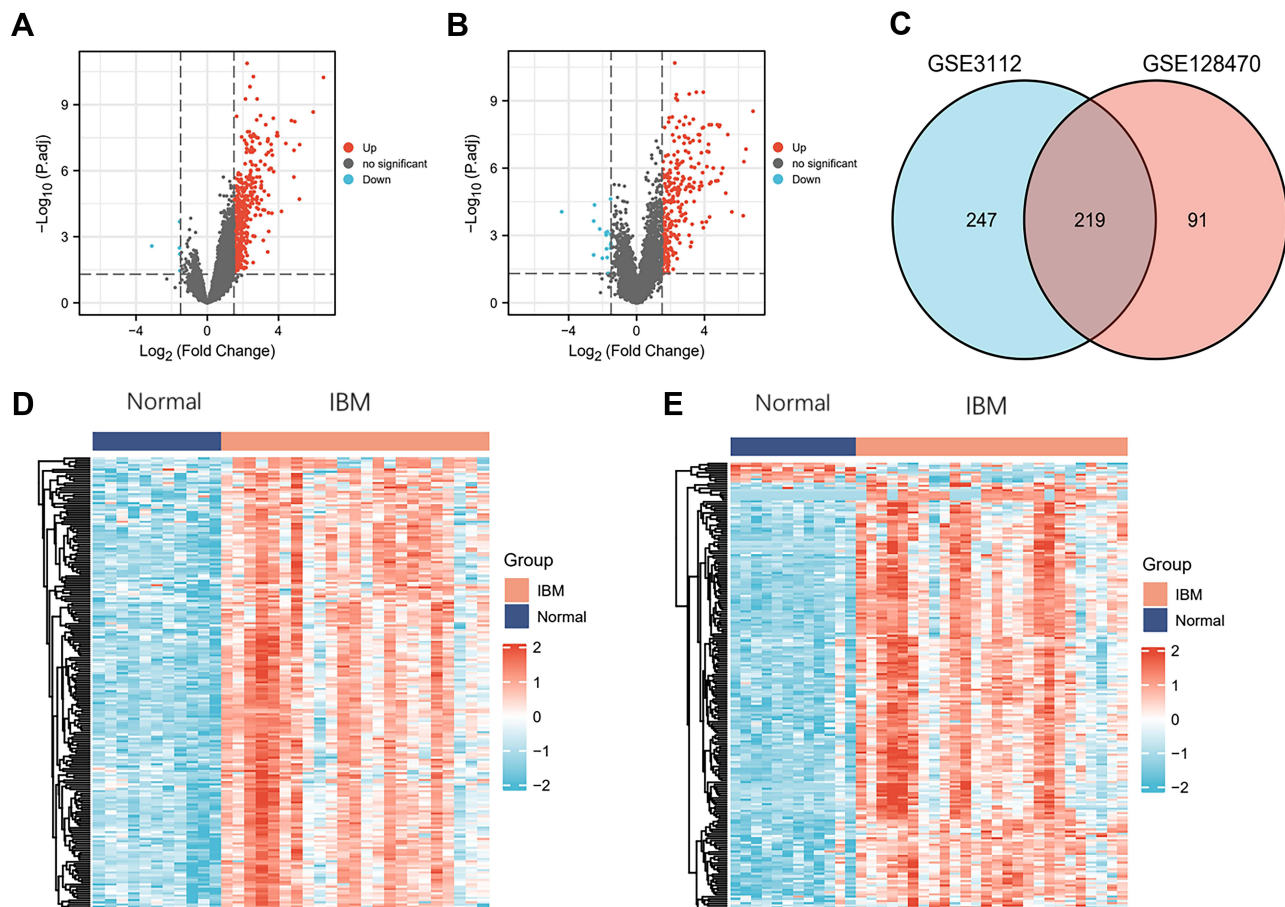 A
9
6
3
0
−4
0
4
−Log10 (P.adj)
Log2 (Fold Change)
Up
no significant
Down
B
9
6
3
0
−4
0
4
−Log10 (P.adj)
Log2 (Fold Change)
Up
no significant
Down
C
GSE3112
GSE128470
247
219
91
D
Normal
IBM
Group
IBM
Normal
2
1
0
−1
−2
E
Normal
IBM
Group
IBM
Normal
2
1
0
−1
−2